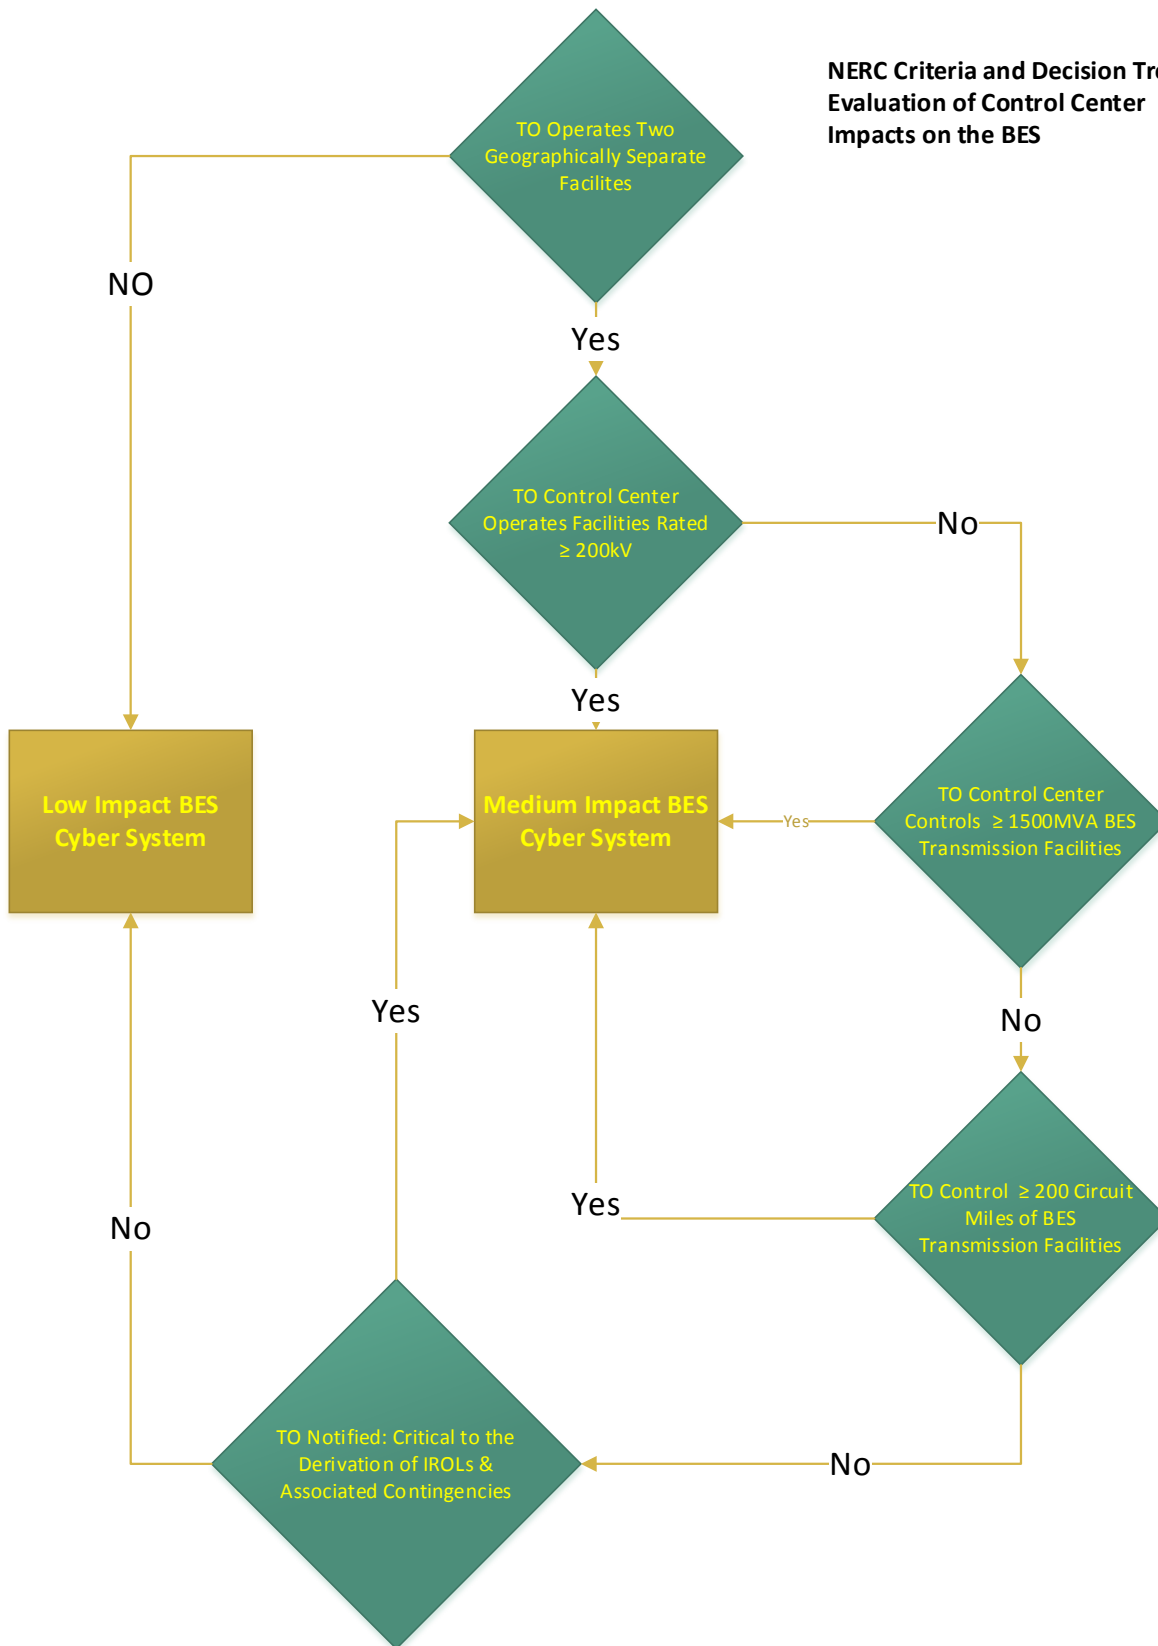 NERC Criteria and Decision Tre
Evaluation of Control Center
Impacts on the BES
TO Operates Two
Geographically Separate
Facilites
NO
Yes
TO Control Center
Operates Facilities Rated
≥ 200kV
No
Yes
Low Impact BES
Cyber System
Medium Impact BES
Cyber System
Yes
TO Control Center
Controls ≥ 1500MVA BES
Transmission Facilities
Yes
No
No
Yes
TO Control ≥ 200 Circuit
Miles of BES
Transmission Facilities
TO Notified: Critical to the
Derivation of IROLs &
Associated Contingencies
No